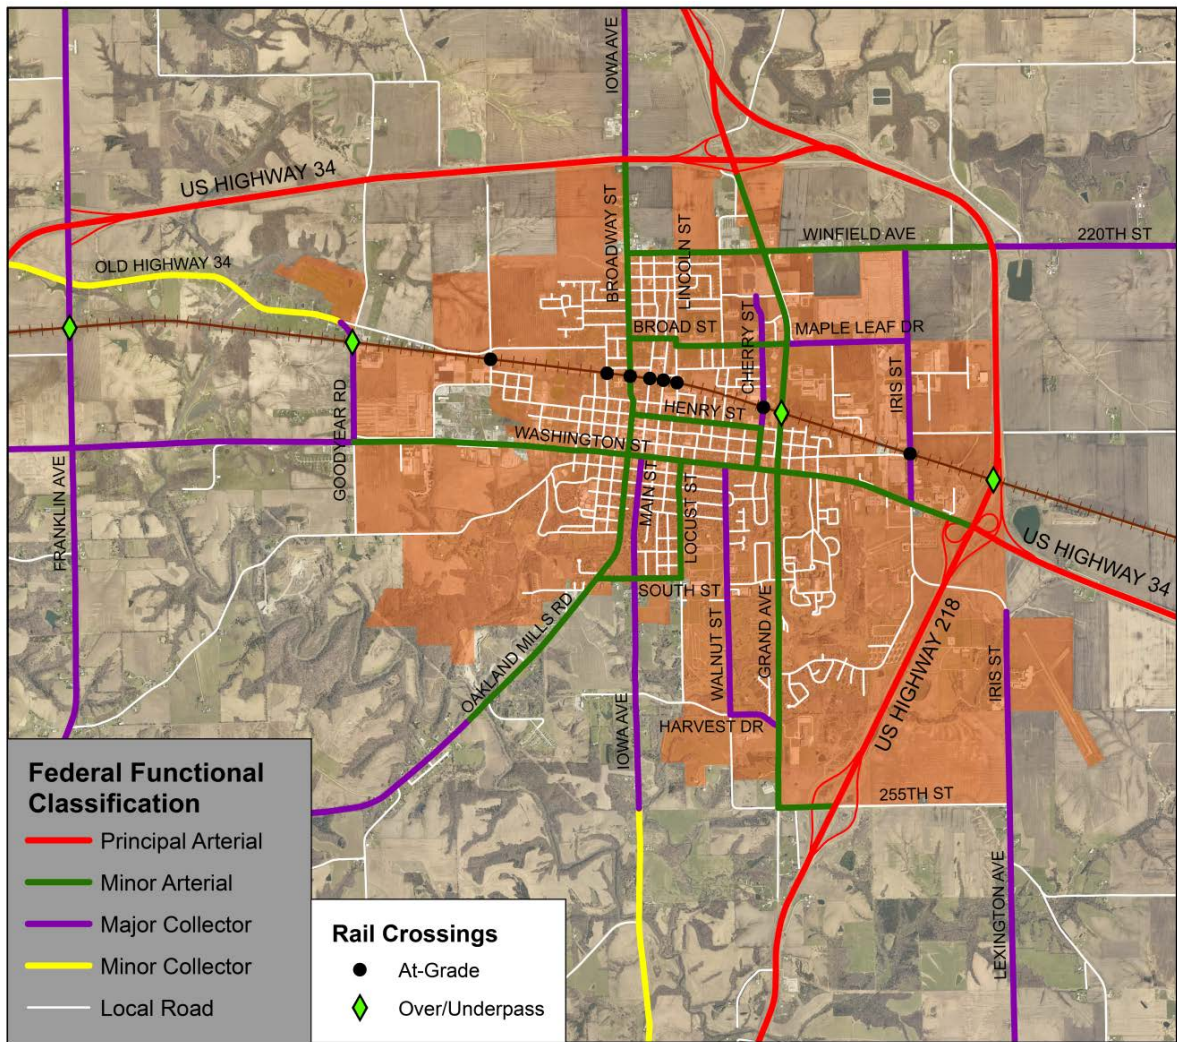 IOWA AVE
US HIGHWAY 34
BROADWAY ST
LINCOLN ST
WINFIELD AVE
220TH ST
OLD HIGHWAY 34
BROAD ST
CHERRY ST
MAPLE LEAF DR
IRIS ST
GOODYEAR RD
HENRY ST
WASHINGTON ST
FRANKLIN AVE
MAIN ST
LOCUST ST
US HIGHWAY 34
SOUTH ST
OAKLAND MILLS RD
WALNUT ST
GRAND AVE
US HIGHWAY 218
IRIS ST
IOWA AVE
HARVEST DR
255TH ST
LEXINGTON AVE
Federal Functional
Classification
Principal Arterial
Minor Arterial
Major Collector
Minor Collector
Local Road
Rail Crossings
At-Grade
Over/Underpass